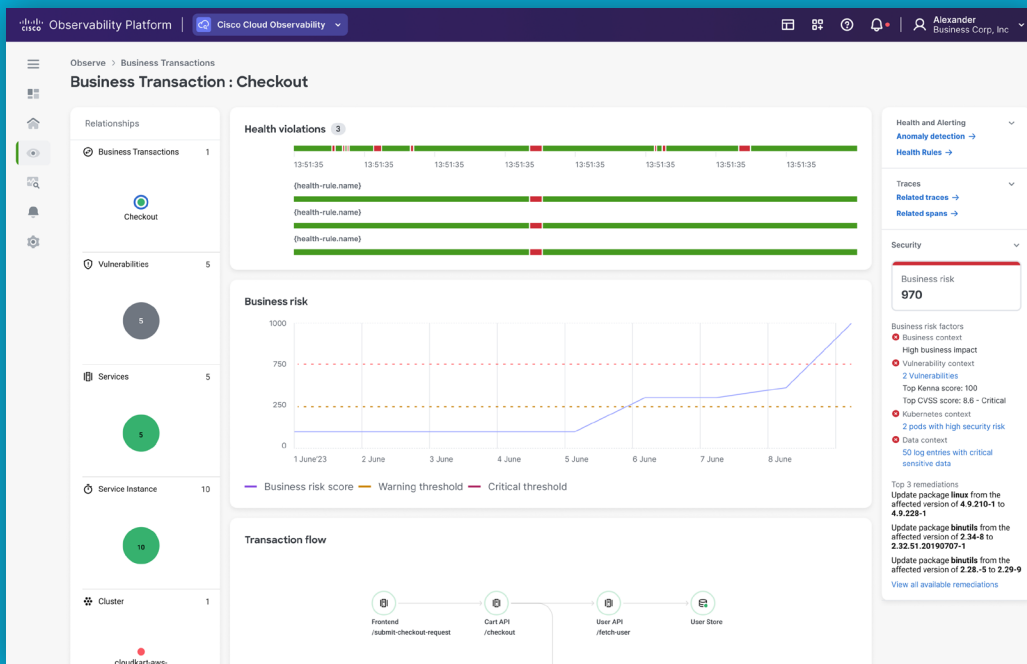 cisco Observability Platform
Cisco Cloud Observability
Alexander
Business Corp, Inc
Observe > Business Transactions
Business Transaction : Checkout
Relationships
Business Transactions 1
Checkout
Vulnerabilities 5
5
Services 5
5
Service Instance 10
10
Cluster 1
cloudkart-aws-
Health violations 3
13:51:35 13:51:35 13:51:35 13:51:35 13:51:35 13:51:35 13:51:35 13:51:35
{health-rule.name}
{health-rule.name}
{health-rule.name}
Business risk
1000
750
250
0
1 June'23 2 June 3 June 4 June 5 June 6 June 7 June 8 June
Business risk score Warning threshold Critical threshold
Transaction flow
Frontend
/submit-checkout-request
Cart API
/checkout
User API
/fetch-user
User Store
Health and Alerting
Anomaly detection →
Health Rules →
Traces
Related traces →
Related spans →
Security
Business risk
970
Business risk factors
Business context
High business impact
Vulnerability context
2 Vulnerabilities
Top Kenna score: 100
Top CVSS score: 8.6 - Critical
Kubernetes context
2 pods with high security risk
Data context
50 log entries with critical
sensitive data
Top 3 remediations
Update package linux from the
affected version of 4.9.210-1 to
4.9.228-1
Update package binutils from the
affected version of 2.34-8 to
2.32.51.20190707-1
Update package binutils from the
affected version of 2.28.-5 to 2.29-9
View all available remediations